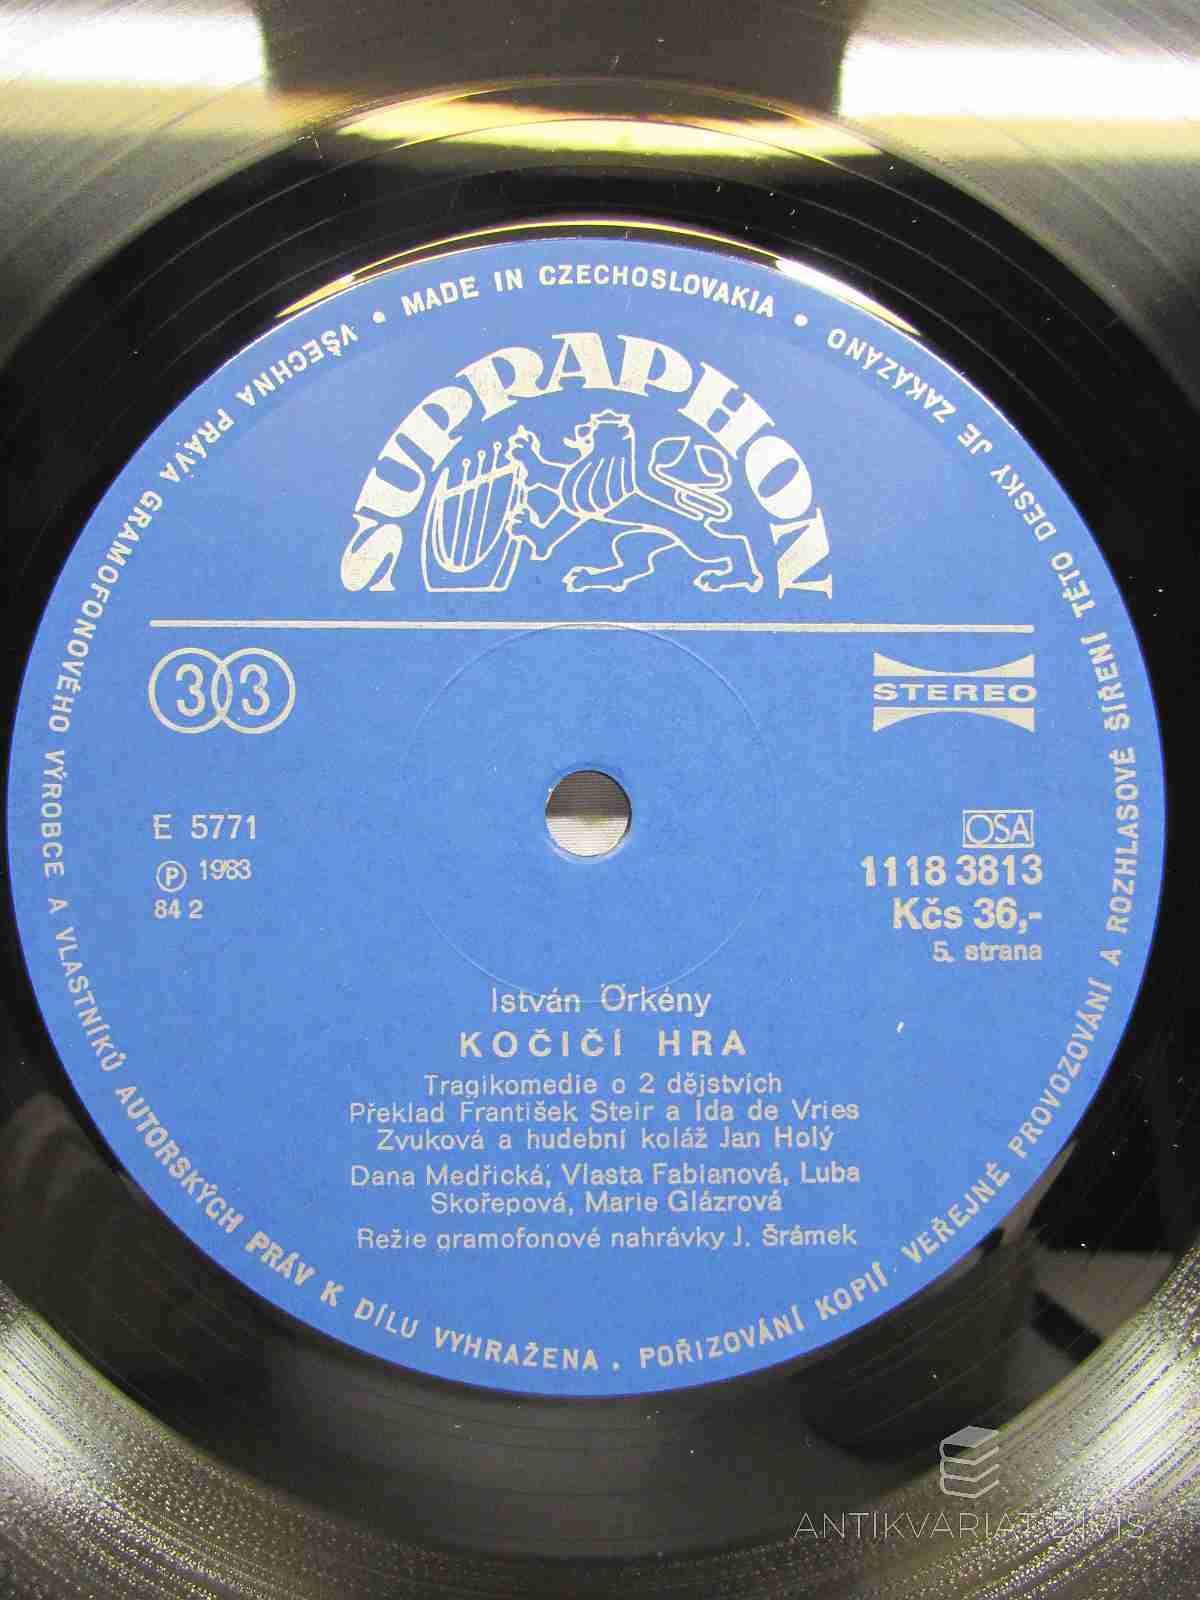 VŠECHNA PRÁVA GRAMOFONOVÉHO VÝROBCE A VLASTNÍKŮ AUTORSKÝCH PRÁV K DÍLU VYHRAŽENA . POŘIZOVÁNÍ KOPIÍ VEŘEJNÉ PROVOZOVÁNÍ A ROZHLASOVÉ ŠÍŘENÍ TÉTO DESKY JE ZAKÁZÁNO • MADE IN CZECHOSLOVAKIA •
SUPRAPHON
33
STEREO
E 5771
Ⓟ 1983
84 2
OSA
1118 3813
Kčs 36,-
5. strana
István Örkény
KOČIČÍ HRA
Tragikomedie o 2 dějstvích
Překlad František Steir a Ida de Vries
Zvuková a hudební koláž Jan Holý
Dana Medřická, Vlasta Fabianová, Luba
Skořepová, Marie Glázrová
Režie gramofonové nahrávky J. Šrámek
ANTIKVARIAT DIVIS